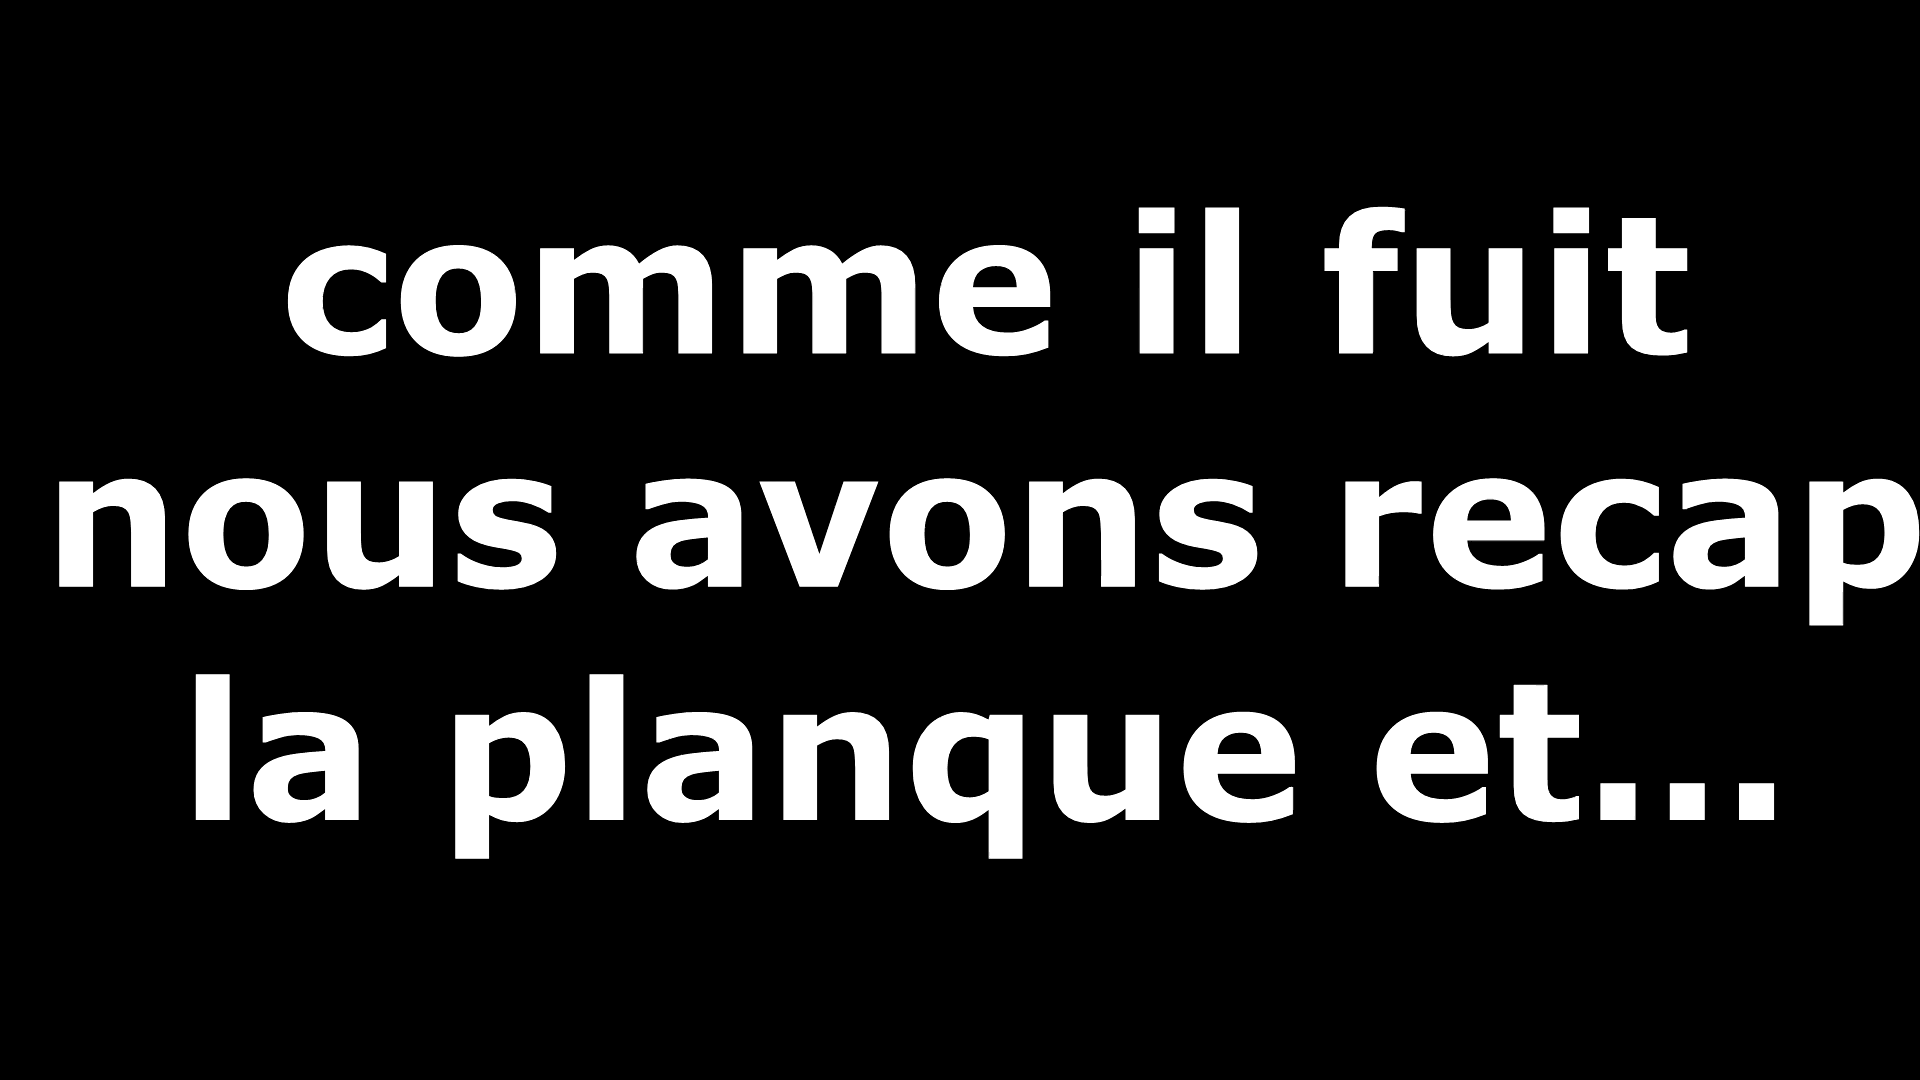 comme il fuit
nous avons recap
la planque et...